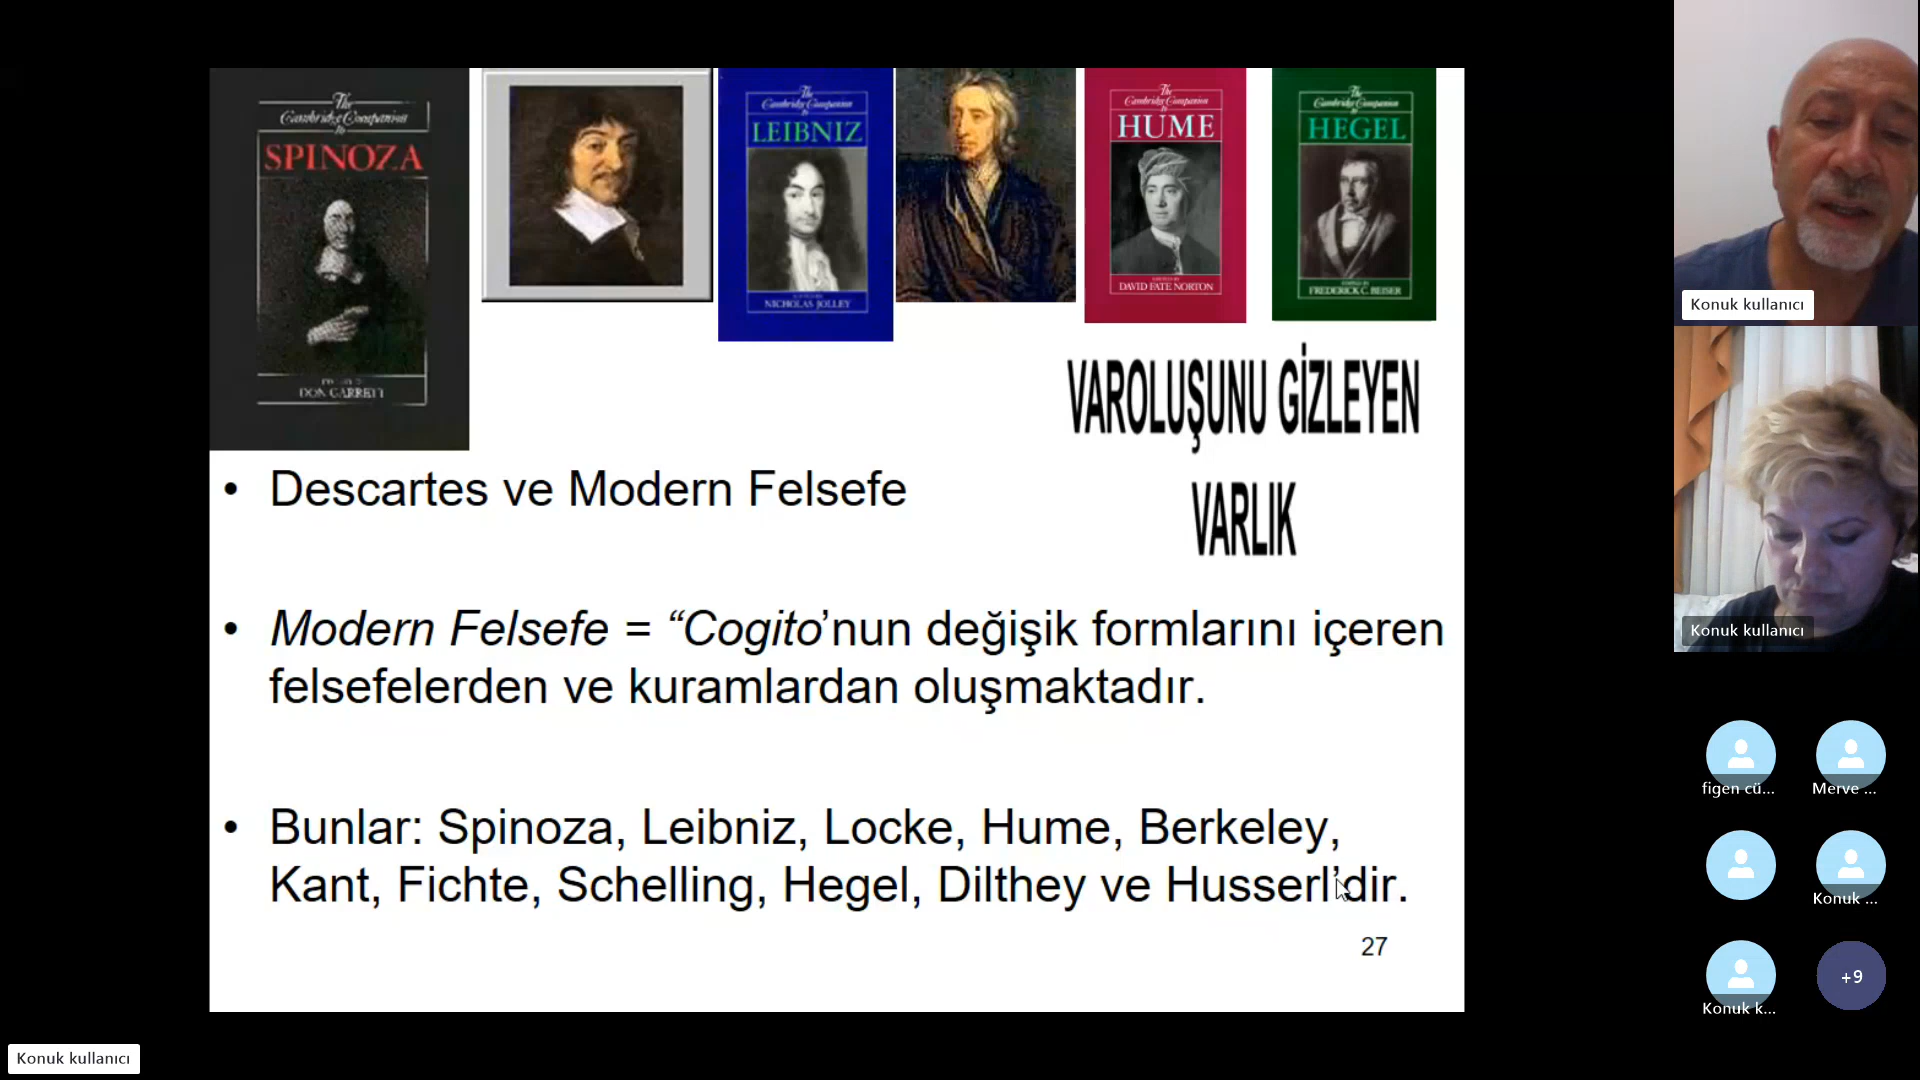 The
Cambridge Companion
to
SPINOZA
DON GARRETT
The
Cambridge Companion
to
LEIBNIZ
NICHOLAS JOLLEY
The
Cambridge Companion
to
HUME
DAVID FATE NORTON
The
Cambridge Companion
to
HEGEL
FREDERICK C. BEISER
VAROLUŞUNU GİZLEYEN
VARLIK
• Descartes ve Modern Felsefe
• Modern Felsefe = “Cogito’nun değişik formlarını içeren
felsefelerden ve kuramlardan oluşmaktadır.
• Bunlar: Spinoza, Leibniz, Locke, Hume, Berkeley,
Kant, Fichte, Schelling, Hegel, Dilthey ve Husserl’dir.
27
Konuk kullanıcı
Konuk kullanıcı
figen cü...
Merve ...
Konuk ...
Konuk k...
+9
Konuk kullanıcı